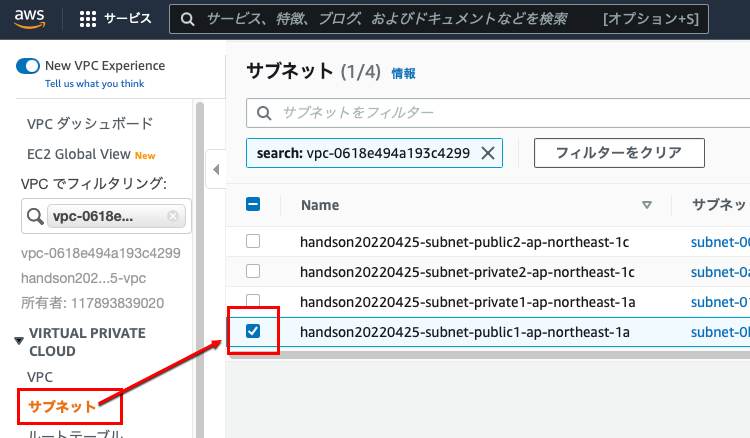 aws サービス サービス、特徴、ブログ、およびドキュメントなどを検索 [オプション+S]
New VPC Experience
Tell us what you think
VPC ダッシュボード
EC2 Global View New
VPC でフィルタリング:
vpc-0618e...
vpc-0618e494a193c4299
handson202...5-vpc
所有者: 117893839020
VIRTUAL PRIVATE
CLOUD
VPC
サブネット
ルートテーブル
サブネット (1/4) 情報
サブネットをフィルター
search: vpc-0618e494a193c4299 フィルターをクリア
Name サブネッ
handson20220425-subnet-public2-ap-northeast-1c subnet-00
handson20220425-subnet-private2-ap-northeast-1c subnet-0a
handson20220425-subnet-private1-ap-northeast-1a subnet-01
handson20220425-subnet-public1-ap-northeast-1a